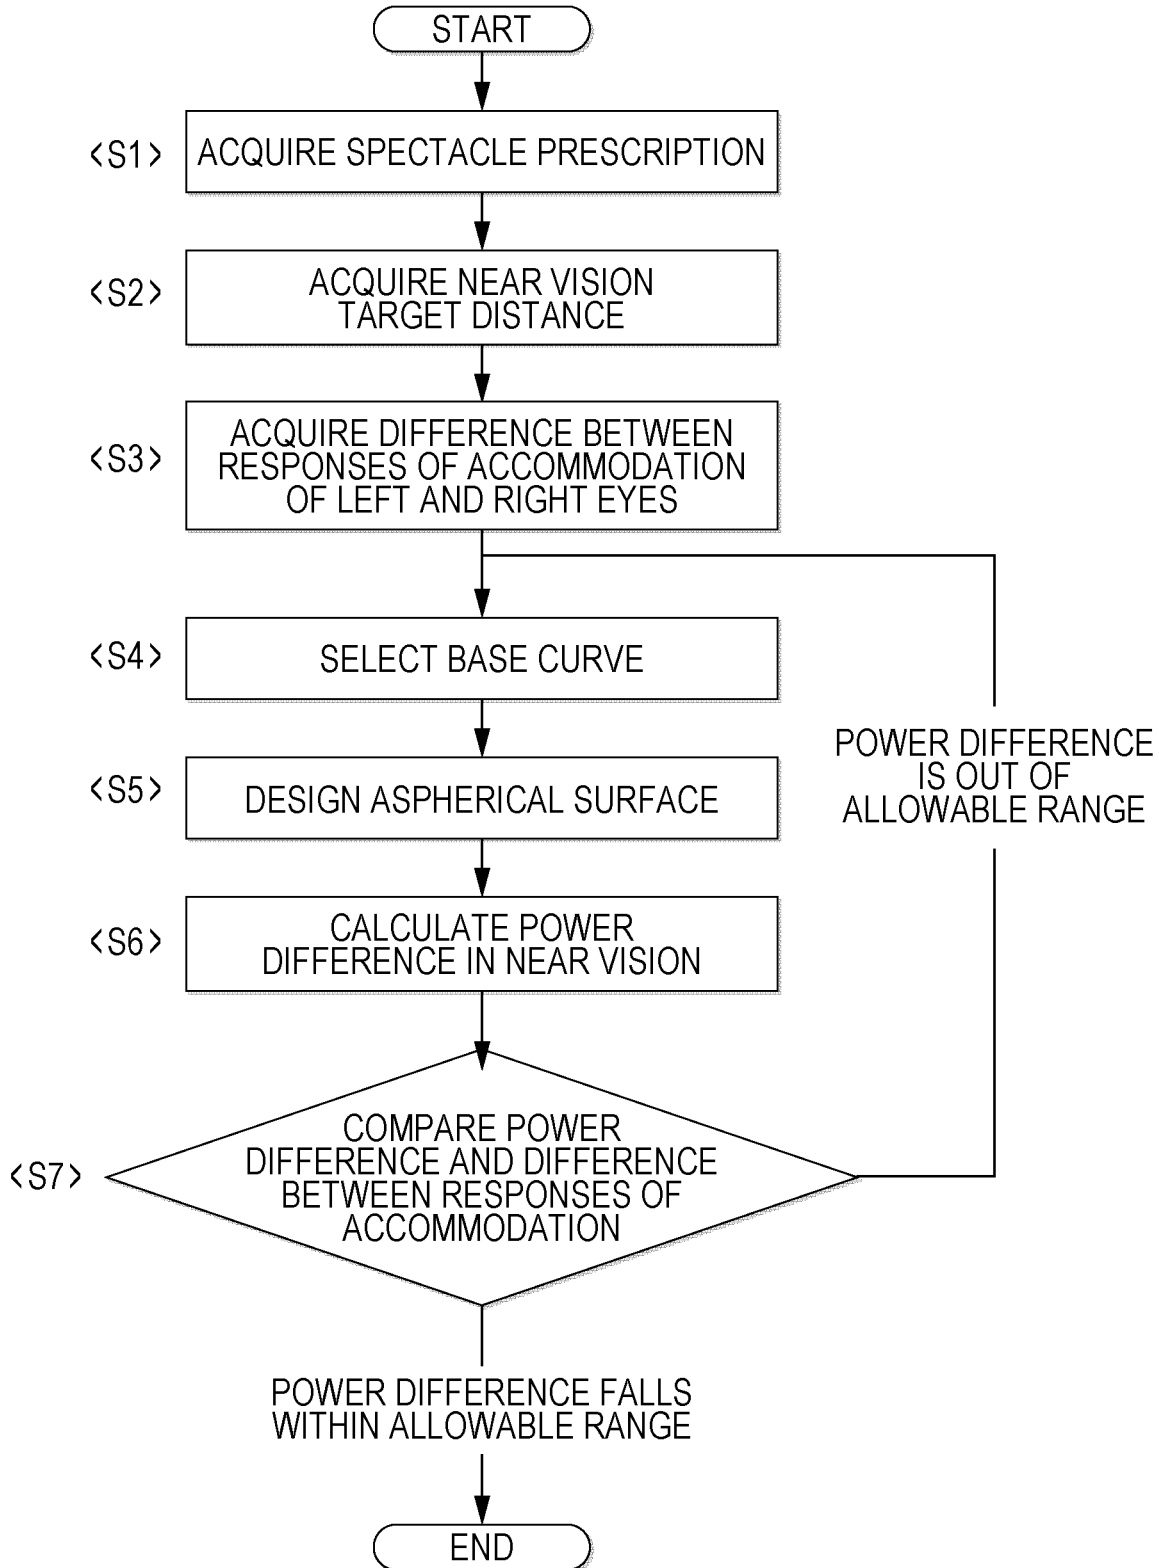 START
<S1>
ACQUIRE SPECTACLE PRESCRIPTION
<S2>
ACQUIRE NEAR VISION
TARGET DISTANCE
<S3>
ACQUIRE DIFFERENCE BETWEEN
RESPONSES OF ACCOMMODATION
OF LEFT AND RIGHT EYES
<S4>
SELECT BASE CURVE
<S5>
DESIGN ASPHERICAL SURFACE
POWER DIFFERENCE
IS OUT OF
ALLOWABLE RANGE
<S6>
CALCULATE POWER
DIFFERENCE IN NEAR VISION
<S7>
COMPARE POWER
DIFFERENCE AND DIFFERENCE
BETWEEN RESPONSES OF
ACCOMMODATION
POWER DIFFERENCE FALLS
WITHIN ALLOWABLE RANGE
END